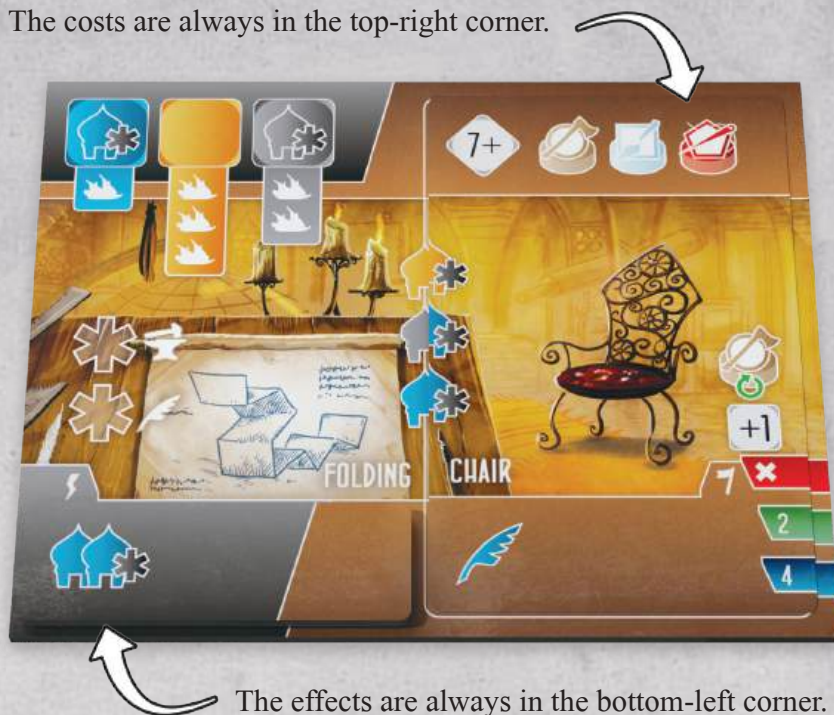 The costs are always in the top-right corner.
7+
+1
FOLDING CHAIR
7
2
4
The effects are always in the bottom-left corner.